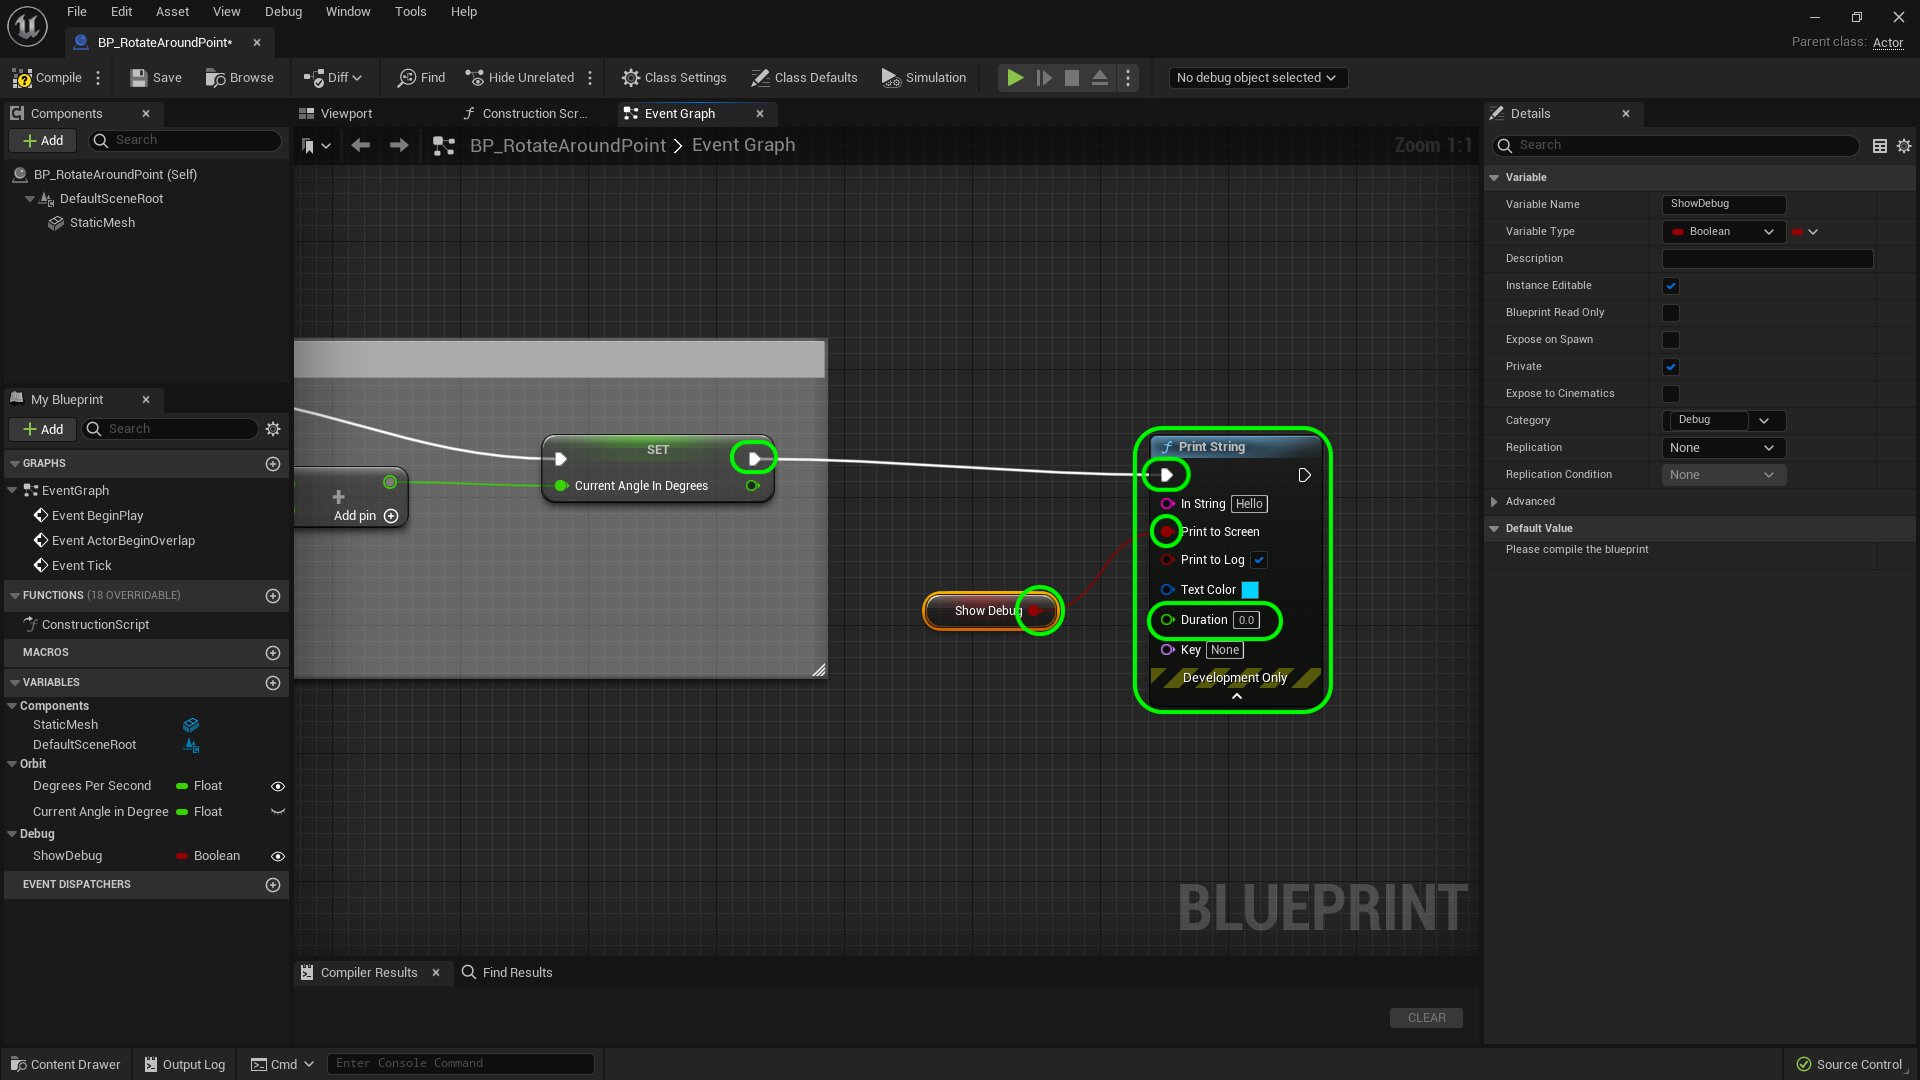 File Edit Asset View Debug Window Tools Help
BP_RotateAroundPoint*
Parent class: Actor
Compile Save Browse Diff Find Hide Unrelated Class Settings Class Defaults Simulation No debug object selected
Components
Add Search
BP_RotateAroundPoint (Self)
DefaultSceneRoot
StaticMesh
My Blueprint
Add Search
GRAPHS
EventGraph
Event BeginPlay
Event ActorBeginOverlap
Event Tick
FUNCTIONS (18 OVERRIDABLE)
ConstructionScript
MACROS
VARIABLES
Components
StaticMesh
DefaultSceneRoot
Orbit
Degrees Per Second Float
Current Angle in Degree Float
Debug
ShowDebug Boolean
EVENT DISPATCHERS
Viewport Construction Scr... Event Graph
BP_RotateAroundPoint > Event Graph Zoom 1:1
SET
Current Angle In Degrees
Add pin
Show Debug
Print String
In String Hello
Print to Screen
Print to Log
Text Color
Duration 0.0
Key None
Development Only
BLUEPRINT
Compiler Results Find Results
CLEAR
Details
Search
Variable
Variable Name ShowDebug
Variable Type Boolean
Description
Instance Editable
Blueprint Read Only
Expose on Spawn
Private
Expose to Cinematics
Category Debug
Replication None
Replication Condition None
Advanced
Default Value
Please compile the blueprint
Content Drawer Output Log Cmd Enter Console Command Source Control